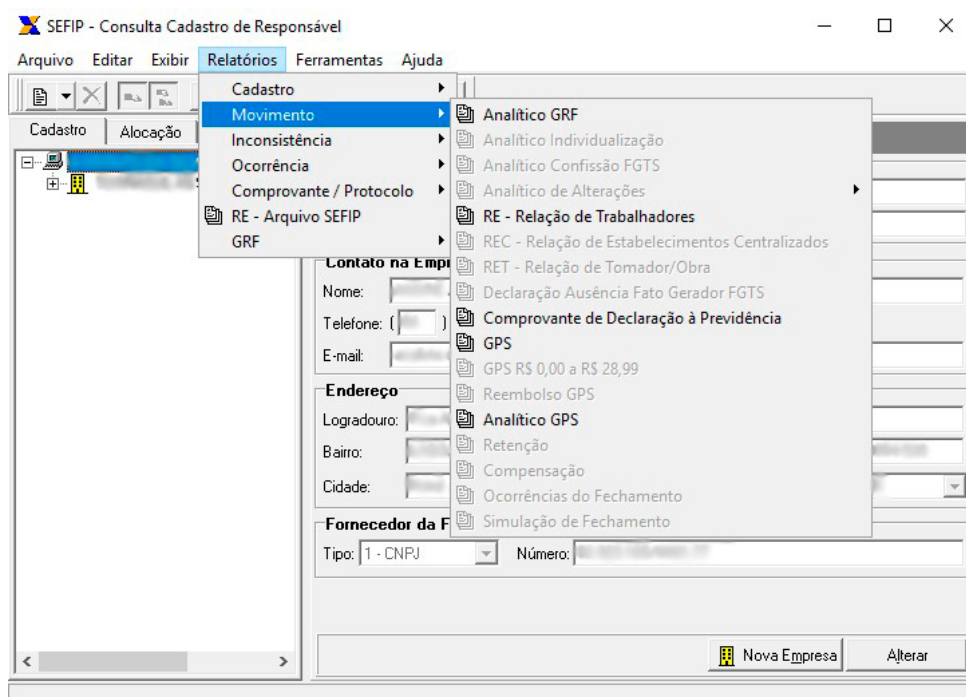 SEFIP - Consulta Cadastro de Responsável
Arquivo Editar Exibir Relatórios Ferramentas Ajuda
Cadastro
Movimento
Inconsistência
Ocorrência
Comprovante / Protocolo
RE - Arquivo SEFIP
GRF
Analítico GRF
Analítico Individualização
Analítico Confissão FGTS
Analítico de Alterações
RE - Relação de Trabalhadores
REC - Relação de Estabelecimentos Centralizados
RET - Relação de Tomador/Obra
Declaração Ausência Fato Gerador FGTS
Comprovante de Declaração à Previdência
GPS
GPS R$ 0,00 a R$ 28,99
Reembolso GPS
Analítico GPS
Retenção
Compensação
Ocorrências do Fechamento
Simulação de Fechamento
Cadastro Alocação
Contato na Empr
Nome:
Telefone: ( )
E-mail:
Endereço
Logradouro:
Bairro:
Cidade:
Fornecedor da F
Tipo: 1 - CNPJ Número:
Nova Empresa Alterar